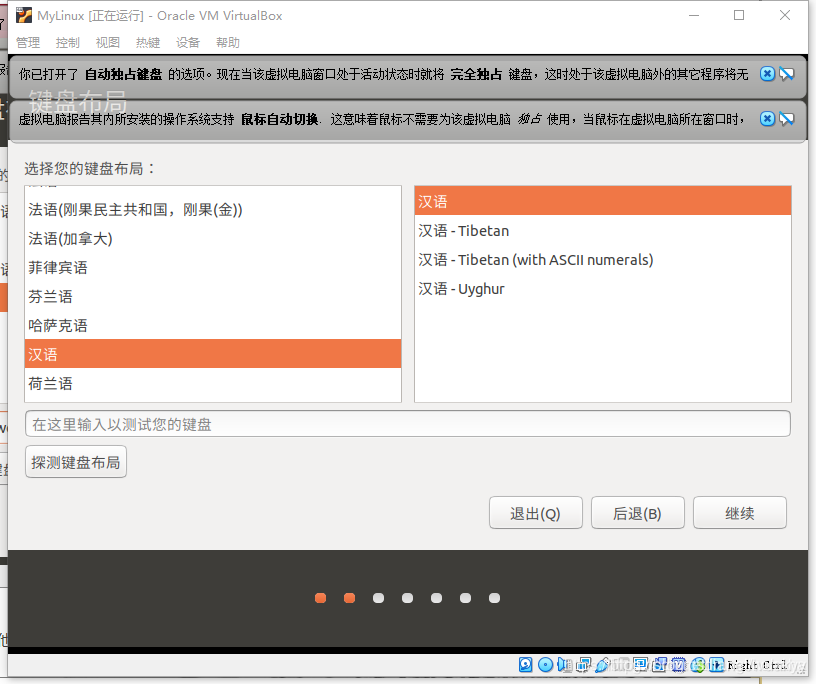 MyLinux [正在运行] - Oracle VM VirtualBox
管理 控制 视图 热键 设备 帮助
你已打开了 自动独占键盘 的选项。现在当该虚拟电脑窗口处于活动状态时就将 完全独占 键盘，这时处于该虚拟电脑外的其它程序将无
键盘布局
虚拟电脑报告其内所安装的操作系统支持 鼠标自动切换. 这意味着鼠标不需要为该虚拟电脑 独占 使用，当鼠标在虚拟电脑所在窗口时，
选择您的键盘布局：
法语(刚果民主共和国，刚果(金))
法语(加拿大)
菲律宾语
芬兰语
哈萨克语
汉语
荷兰语
汉语
汉语 - Tibetan
汉语 - Tibetan (with ASCII numerals)
汉语 - Uyghur
在这里输入以测试您的键盘
探测键盘布局
退出(Q) 后退(B) 继续
Right Ctrl